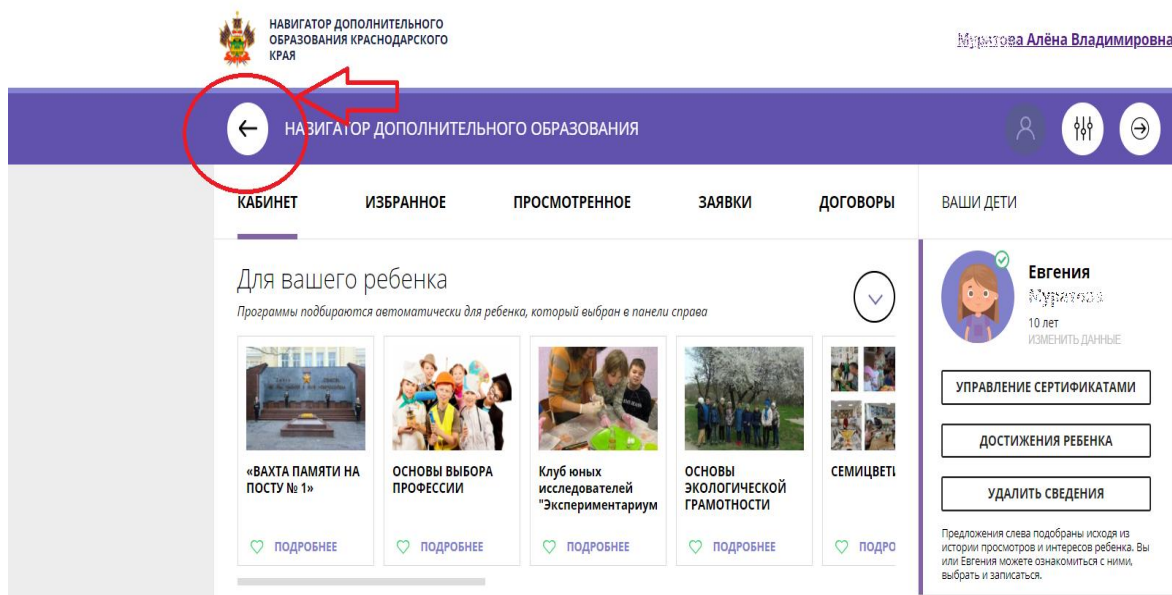 НАВИГАТОР ДОПОЛНИТЕЛЬНОГО
ОБРАЗОВАНИЯ КРАСНОДАРСКОГО
КРАЯ
Алёна Владимировна
НАВИГАТОР ДОПОЛНИТЕЛЬНОГО ОБРАЗОВАНИЯ
КАБИНЕТ
ИЗБРАННОЕ
ПРОСМОТРЕННОЕ
ЗАЯВКИ
ДОГОВОРЫ
ВАШИ ДЕТИ
Для вашего ребенка
Программы подбираются автоматически для ребенка, который выбран в панели справа
«ВАХТА ПАМЯТИ НА
ПОСТУ № 1»
ПОДРОБНЕЕ
ОСНОВЫ ВЫБОРА
ПРОФЕССИИ
ПОДРОБНЕЕ
Клуб юных
исследователей
"Экспериментариум
ПОДРОБНЕЕ
ОСНОВЫ
ЭКОЛОГИЧЕСКОЙ
ГРАМОТНОСТИ
ПОДРОБНЕЕ
СЕМИЦВЕТИ
ПОДРО
Евгения
10 лет
ИЗМЕНИТЬ ДАННЫЕ
УПРАВЛЕНИЕ СЕРТИФИКАТАМИ
ДОСТИЖЕНИЯ РЕБЕНКА
УДАЛИТЬ СВЕДЕНИЯ
Предложения слева подобраны исходя из
истории просмотров и интересов ребенка. Вы
или Евгения можете ознакомиться с ними,
выбрать и записаться.